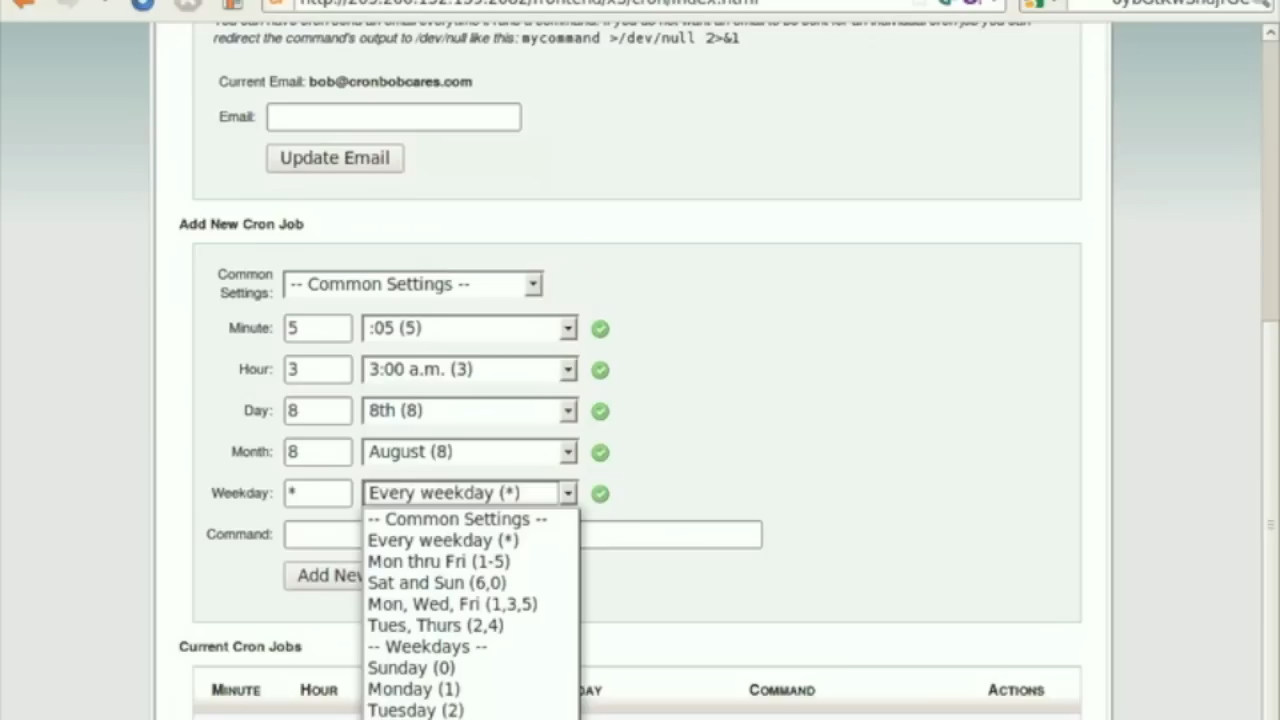 redirect the command's output to /dev/null like this: mycommand >/dev/null 2>&1
Current Email: bob@cronbobcares.com
Email:
Update Email
Add New Cron Job
Common Settings: -- Common Settings --
Minute: 5 :05 (5)
Hour: 3 3:00 a.m. (3)
Day: 8 8th (8)
Month: 8 August (8)
Weekday: * Every weekday (*)
-- Common Settings --
Command:
Every weekday (*)
Mon thru Fri (1-5)
Add New
Sat and Sun (6,0)
Mon, Wed, Fri (1,3,5)
Tues, Thurs (2,4)
Current Cron Jobs
-- Weekdays --
Sunday (0)
MINUTE HOUR DAY COMMAND ACTIONS
Monday (1)
Tuesday (2)